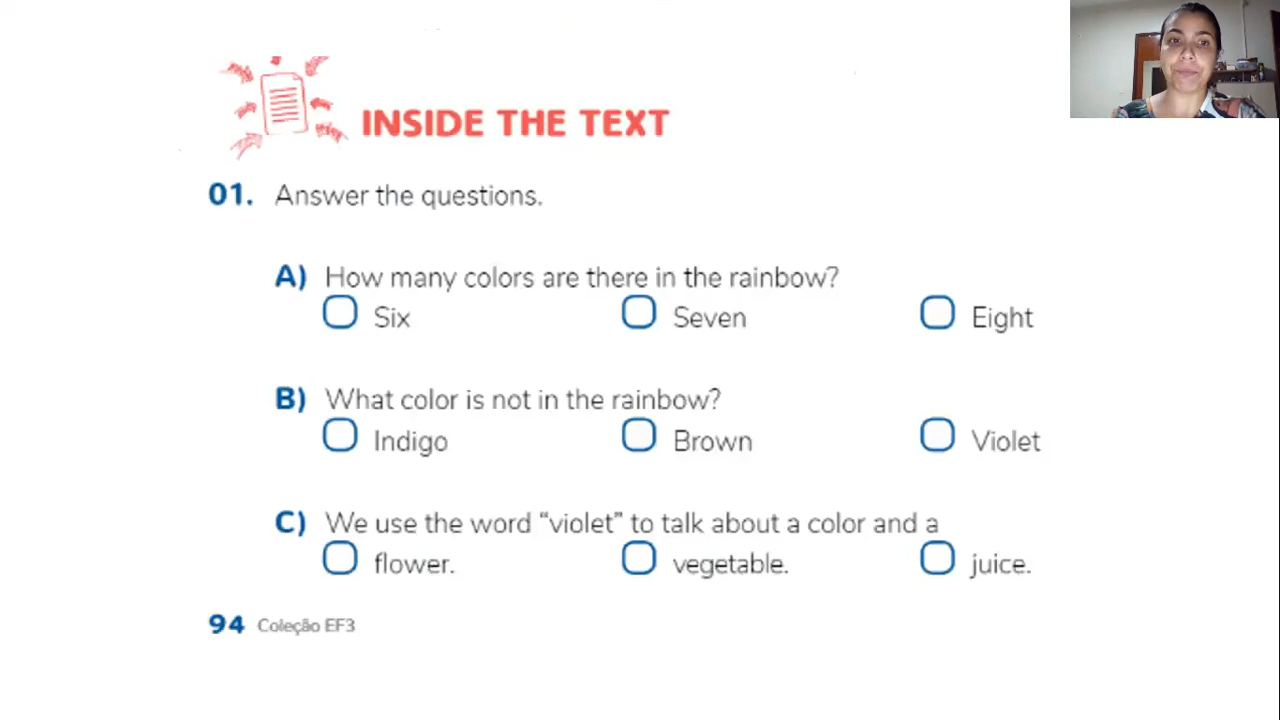 INSIDE THE TEXT
01. Answer the questions.
A) How many colors are there in the rainbow?
Six Seven Eight
B) What color is not in the rainbow?
Indigo Brown Violet
C) We use the word “violet” to talk about a color and a
flower. vegetable. juice.
94 Coleção EF3